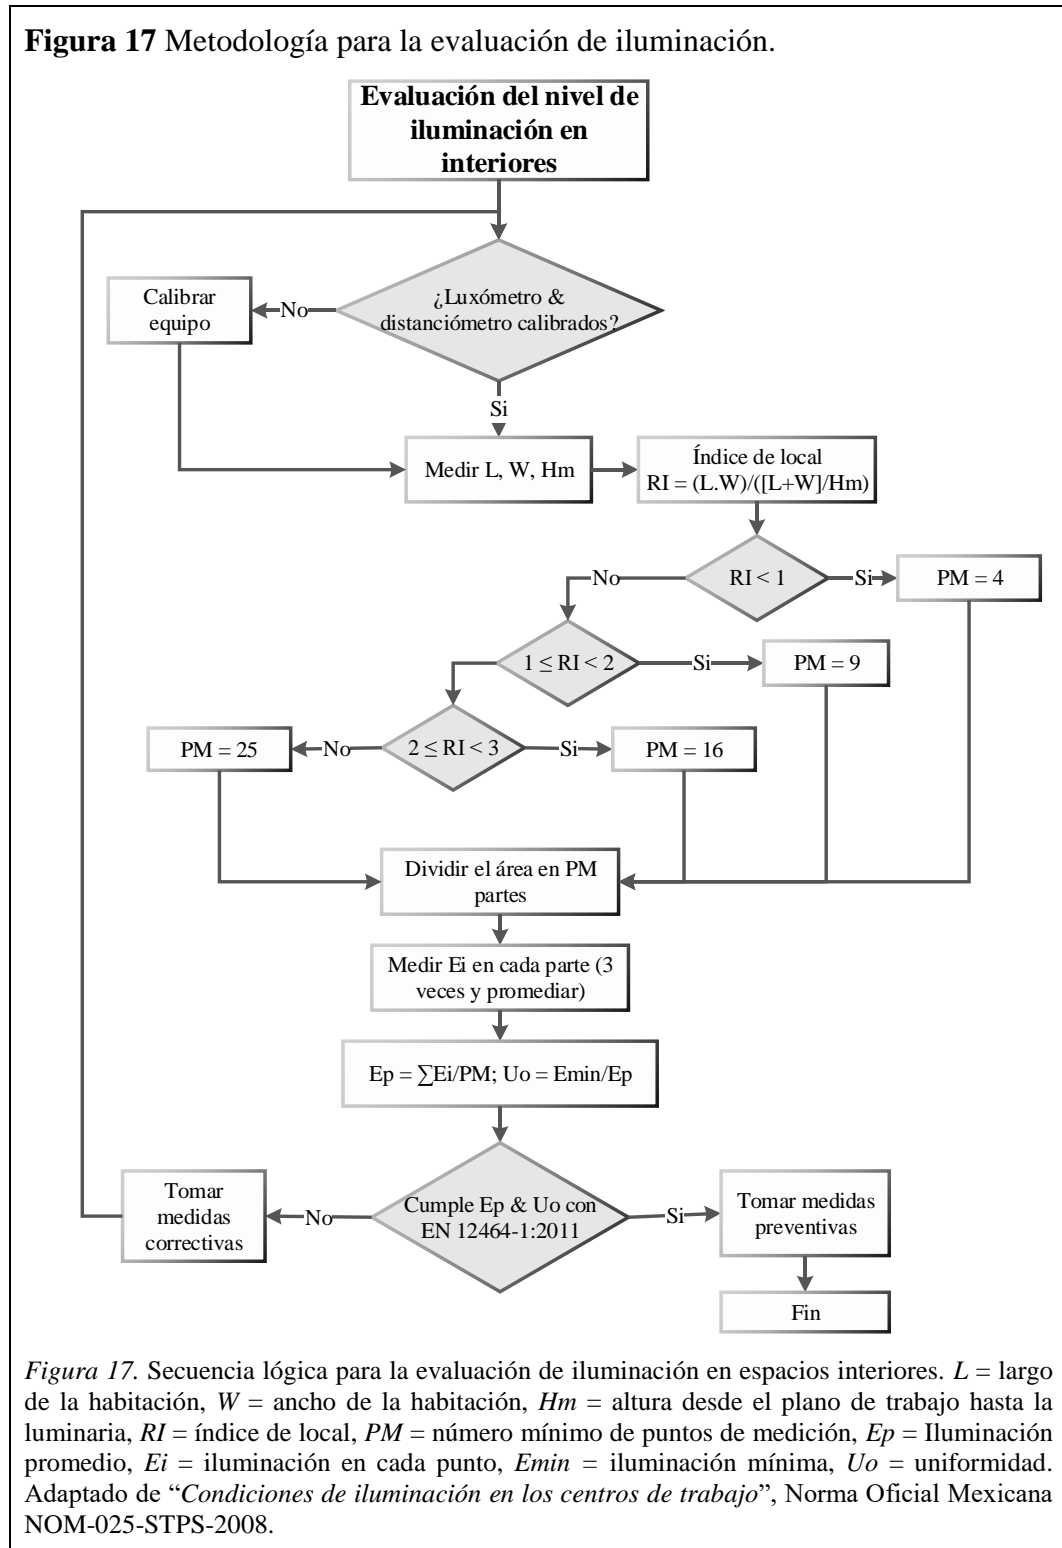 Figura 17 Metodología para la evaluación de iluminación.
Evaluación del nivel de
iluminación en
interiores
¿Luxómetro &
distanciómetro calibrados?
No
Calibrar
equipo
Si
Medir L, W, Hm
Índice de local
RI = (L.W)/([L+W]/Hm)
RI < 1
Si
PM = 4
No
1 ≤ RI < 2
Si
PM = 9
2 ≤ RI < 3
Si
PM = 16
No
PM = 25
Dividir el área en PM
partes
Medir Ei en cada parte (3
veces y promediar)
Ep = ∑Ei/PM; Uo = Emin/Ep
Cumple Ep & Uo con
EN 12464-1:2011
No
Tomar
medidas
correctivas
Si
Tomar medidas
preventivas
Fin
Figura 17. Secuencia lógica para la evaluación de iluminación en espacios interiores. L = largo
de la habitación, W = ancho de la habitación, Hm = altura desde el plano de trabajo hasta la
luminaria, RI = índice de local, PM = número mínimo de puntos de medición, Ep = Iluminación
promedio, Ei = iluminación en cada punto, Emin = iluminación mínima, Uo = uniformidad.
Adaptado de “Condiciones de iluminación en los centros de trabajo”, Norma Oficial Mexicana
NOM-025-STPS-2008.